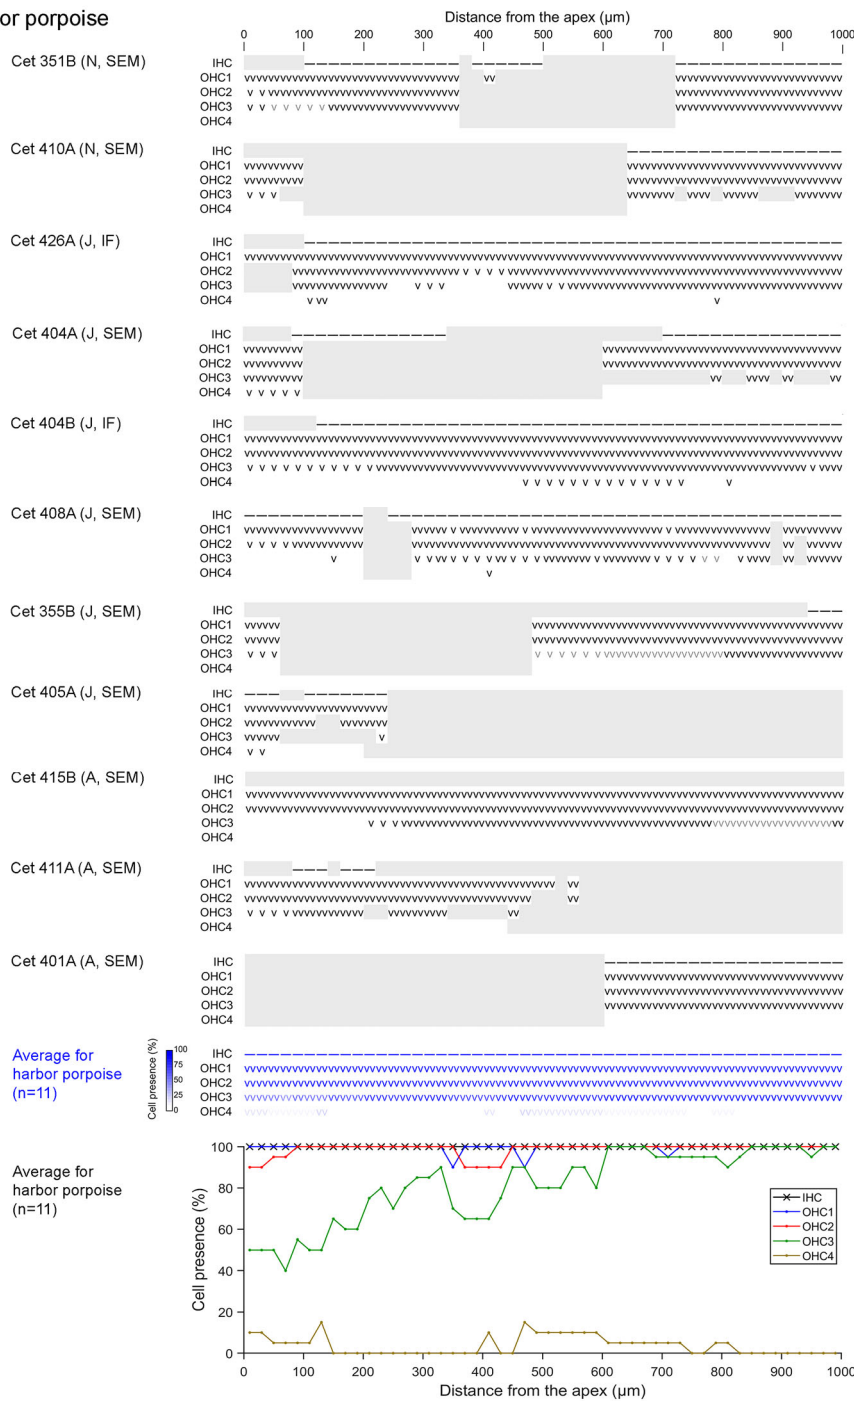 or porpoise
Distance from the apex (µm)
0 100 200 300 400 500 600 700 800 900 1000
Cet 351B (N, SEM)
IHC
OHC1
OHC2
OHC3
OHC4
Cet 410A (N, SEM)
IHC
OHC1
OHC2
OHC3
OHC4
Cet 426A (J, IF)
IHC
OHC1
OHC2
OHC3
OHC4
Cet 404A (J, SEM)
IHC
OHC1
OHC2
OHC3
OHC4
Cet 404B (J, IF)
IHC
OHC1
OHC2
OHC3
OHC4
Cet 408A (J, SEM)
IHC
OHC1
OHC2
OHC3
OHC4
Cet 355B (J, SEM)
IHC
OHC1
OHC2
OHC3
OHC4
Cet 405A (J, SEM)
IHC
OHC1
OHC2
OHC3
OHC4
Cet 415B (A, SEM)
IHC
OHC1
OHC2
OHC3
OHC4
Cet 411A (A, SEM)
IHC
OHC1
OHC2
OHC3
OHC4
Cet 401A (A, SEM)
IHC
OHC1
OHC2
OHC3
OHC4
Average for
harbor porpoise
(n=11)
Cell presence (%)
100
75
50
25
0
IHC
OHC1
OHC2
OHC3
OHC4
Average for
harbor porpoise
(n=11)
Cell presence (%)
100
80
60
40
20
0
IHC
OHC1
OHC2
OHC3
OHC4
0 100 200 300 400 500 600 700 800 900 1000
Distance from the apex (µm)